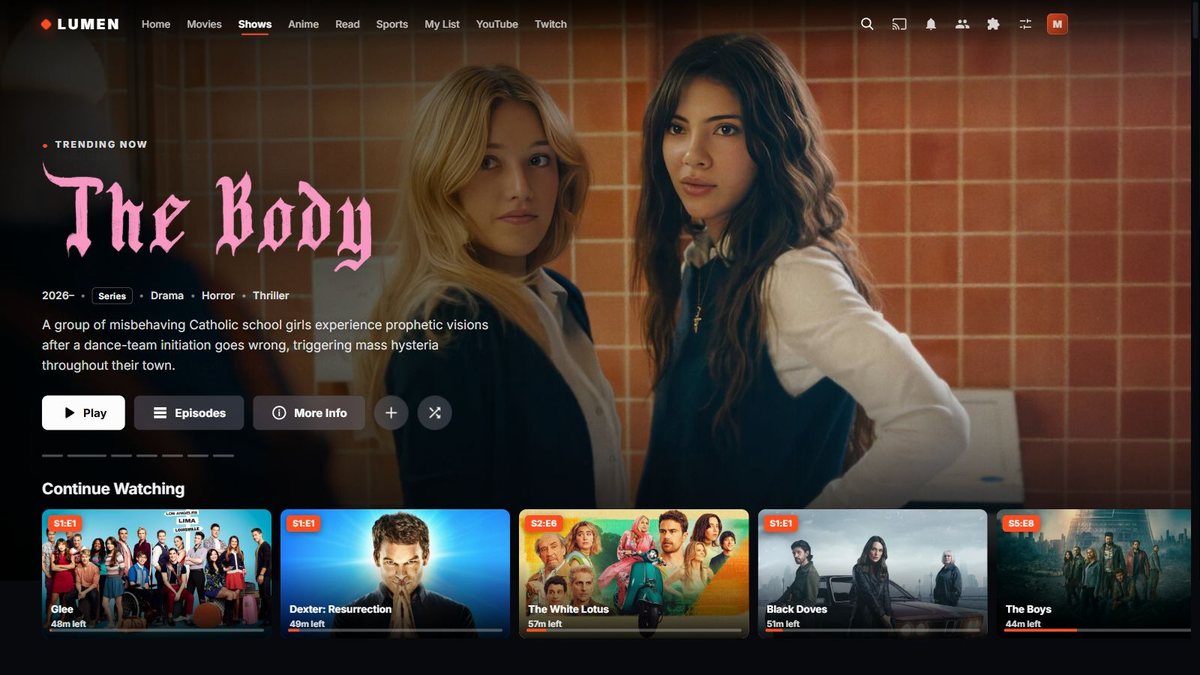 LUMEN
Home Movies Shows Anime Read Sports My List YouTube Twitch
M
TRENDING NOW
The Body
2026– • Series • Drama • Horror • Thriller
A group of misbehaving Catholic school girls experience prophetic visions
after a dance-team initiation goes wrong, triggering mass hysteria
throughout their town.
Play Episodes More Info
Continue Watching
S1:E1
LOS ANGELES
LIMA
LOUISVILLE
Glee
48m left
S1:E1
Dexter: Resurrection
49m left
S2:E6
The White Lotus
57m left
S1:E1
Black Doves
51m left
S5:E8
The Boys
44m left